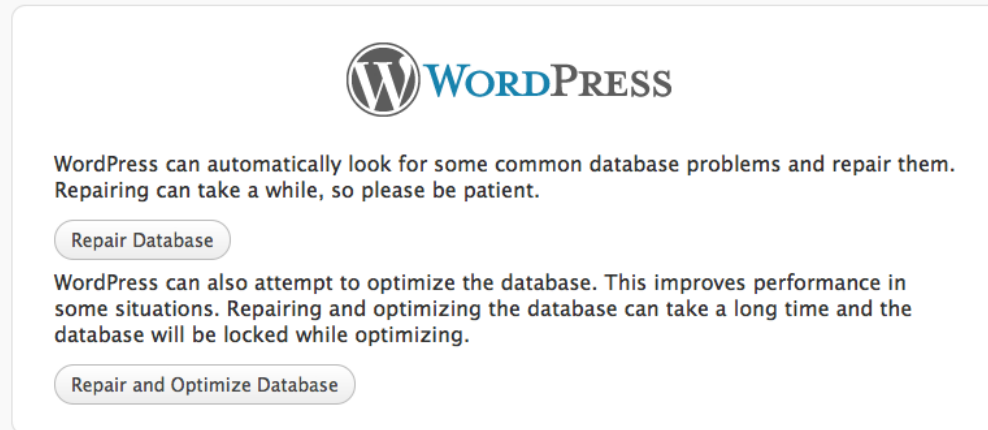 WORDPRESS
WordPress can automatically look for some common database problems and repair them.
Repairing can take a while, so please be patient.
Repair Database
WordPress can also attempt to optimize the database. This improves performance in
some situations. Repairing and optimizing the database can take a long time and the
database will be locked while optimizing.
Repair and Optimize Database